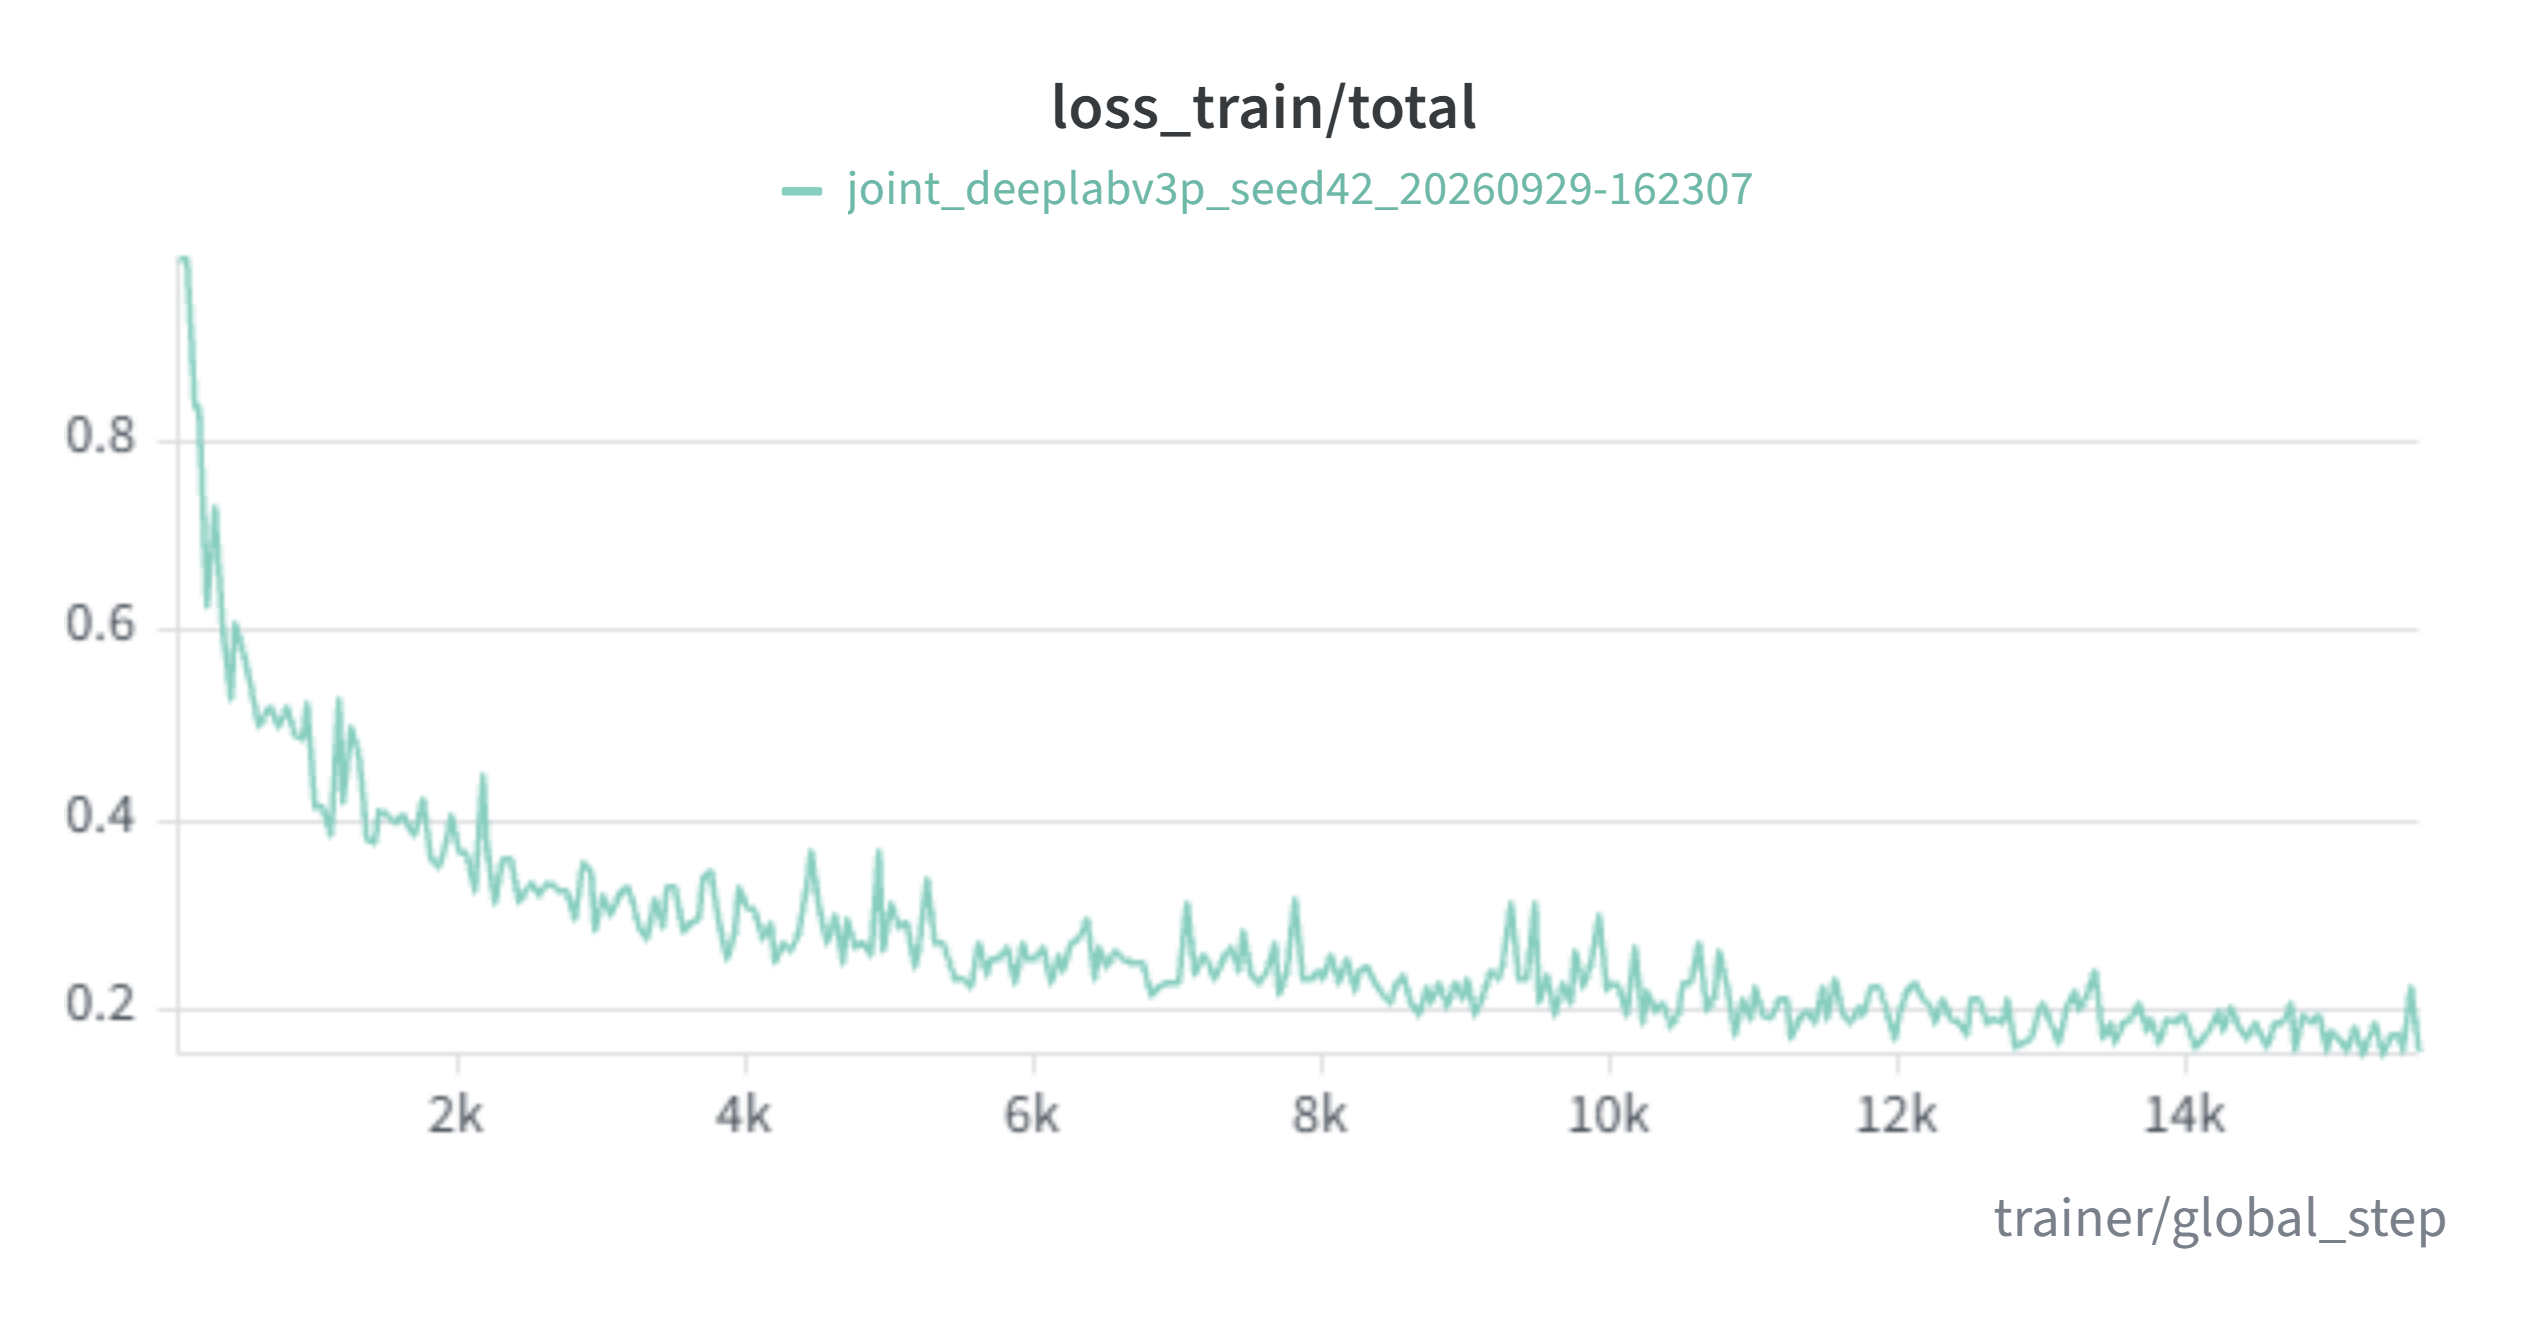 loss_train/total
joint_deeplabv3p_seed42_20260929-162307
0.8
0.6
0.4
0.2
2k 4k 6k 8k 10k 12k 14k
trainer/global_step